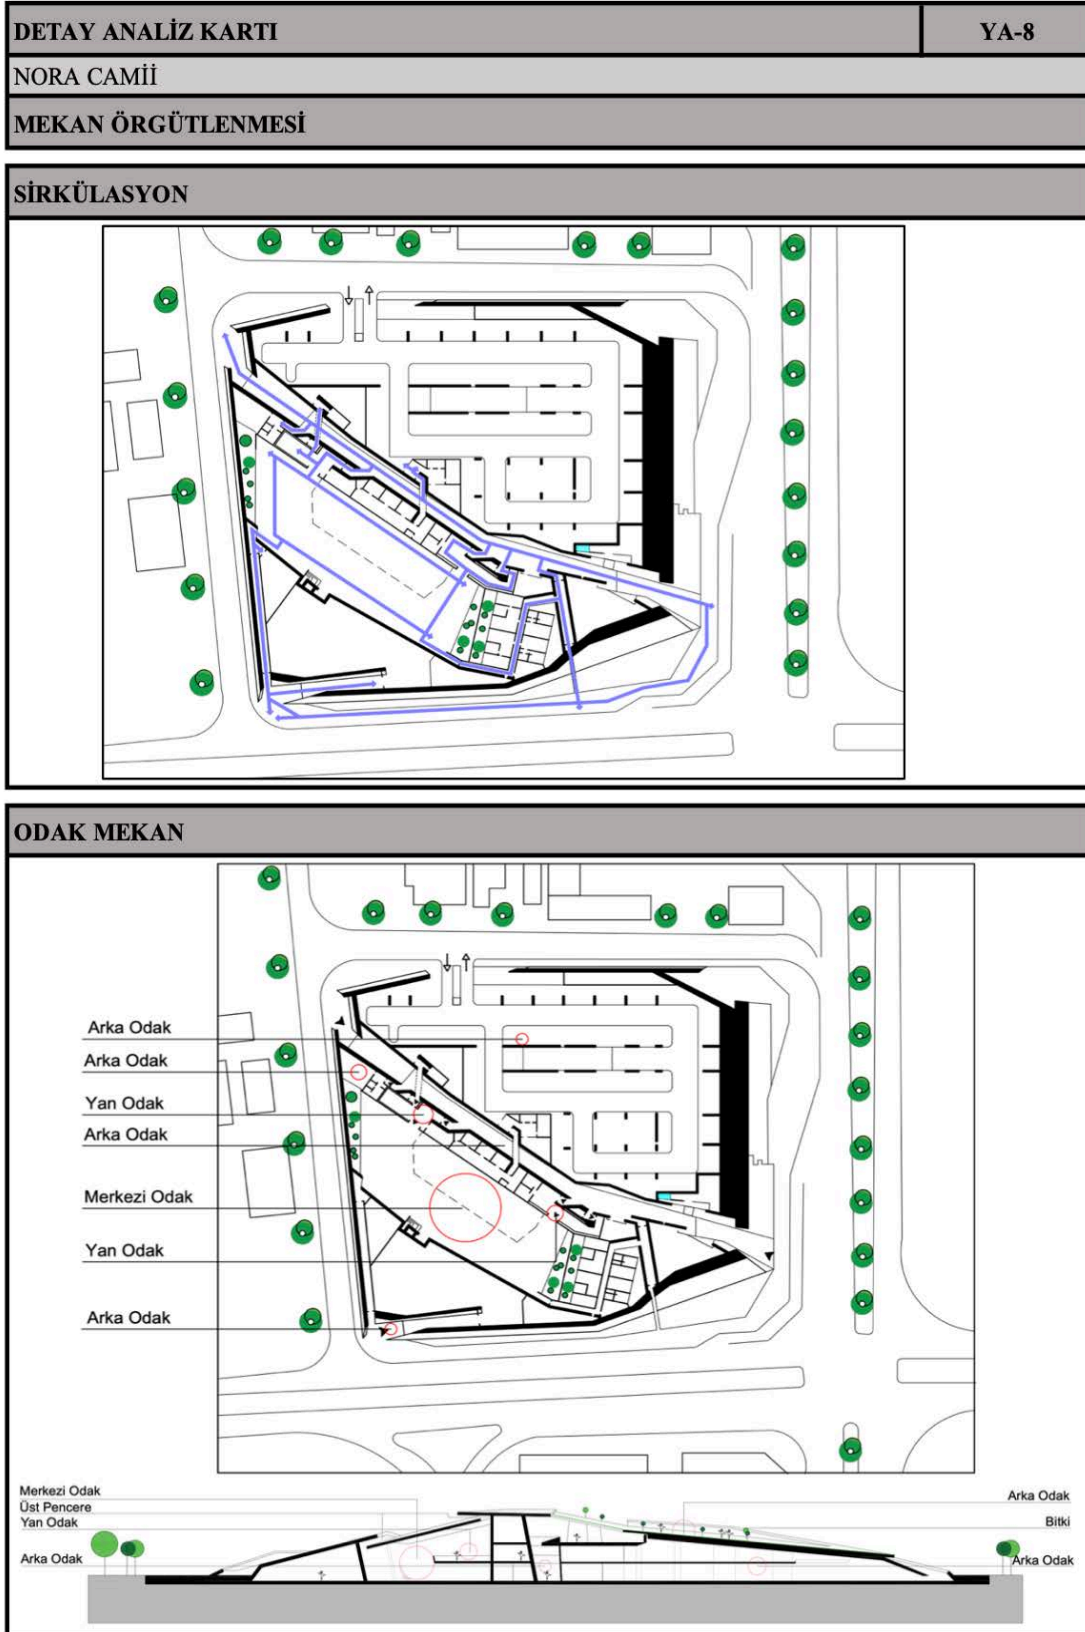 DETAY ANALİZ KARTI
YA-8
NORA CAMİİ
MEKAN ÖRGÜTLENMESİ
SİRKÜLASYON
ODAK MEKAN
Arka Odak
Arka Odak
Yan Odak
Arka Odak
Merkezi Odak
Yan Odak
Arka Odak
Merkezi Odak
Üst Pencere
Yan Odak
Arka Odak
Arka Odak
Bitki
Arka Odak